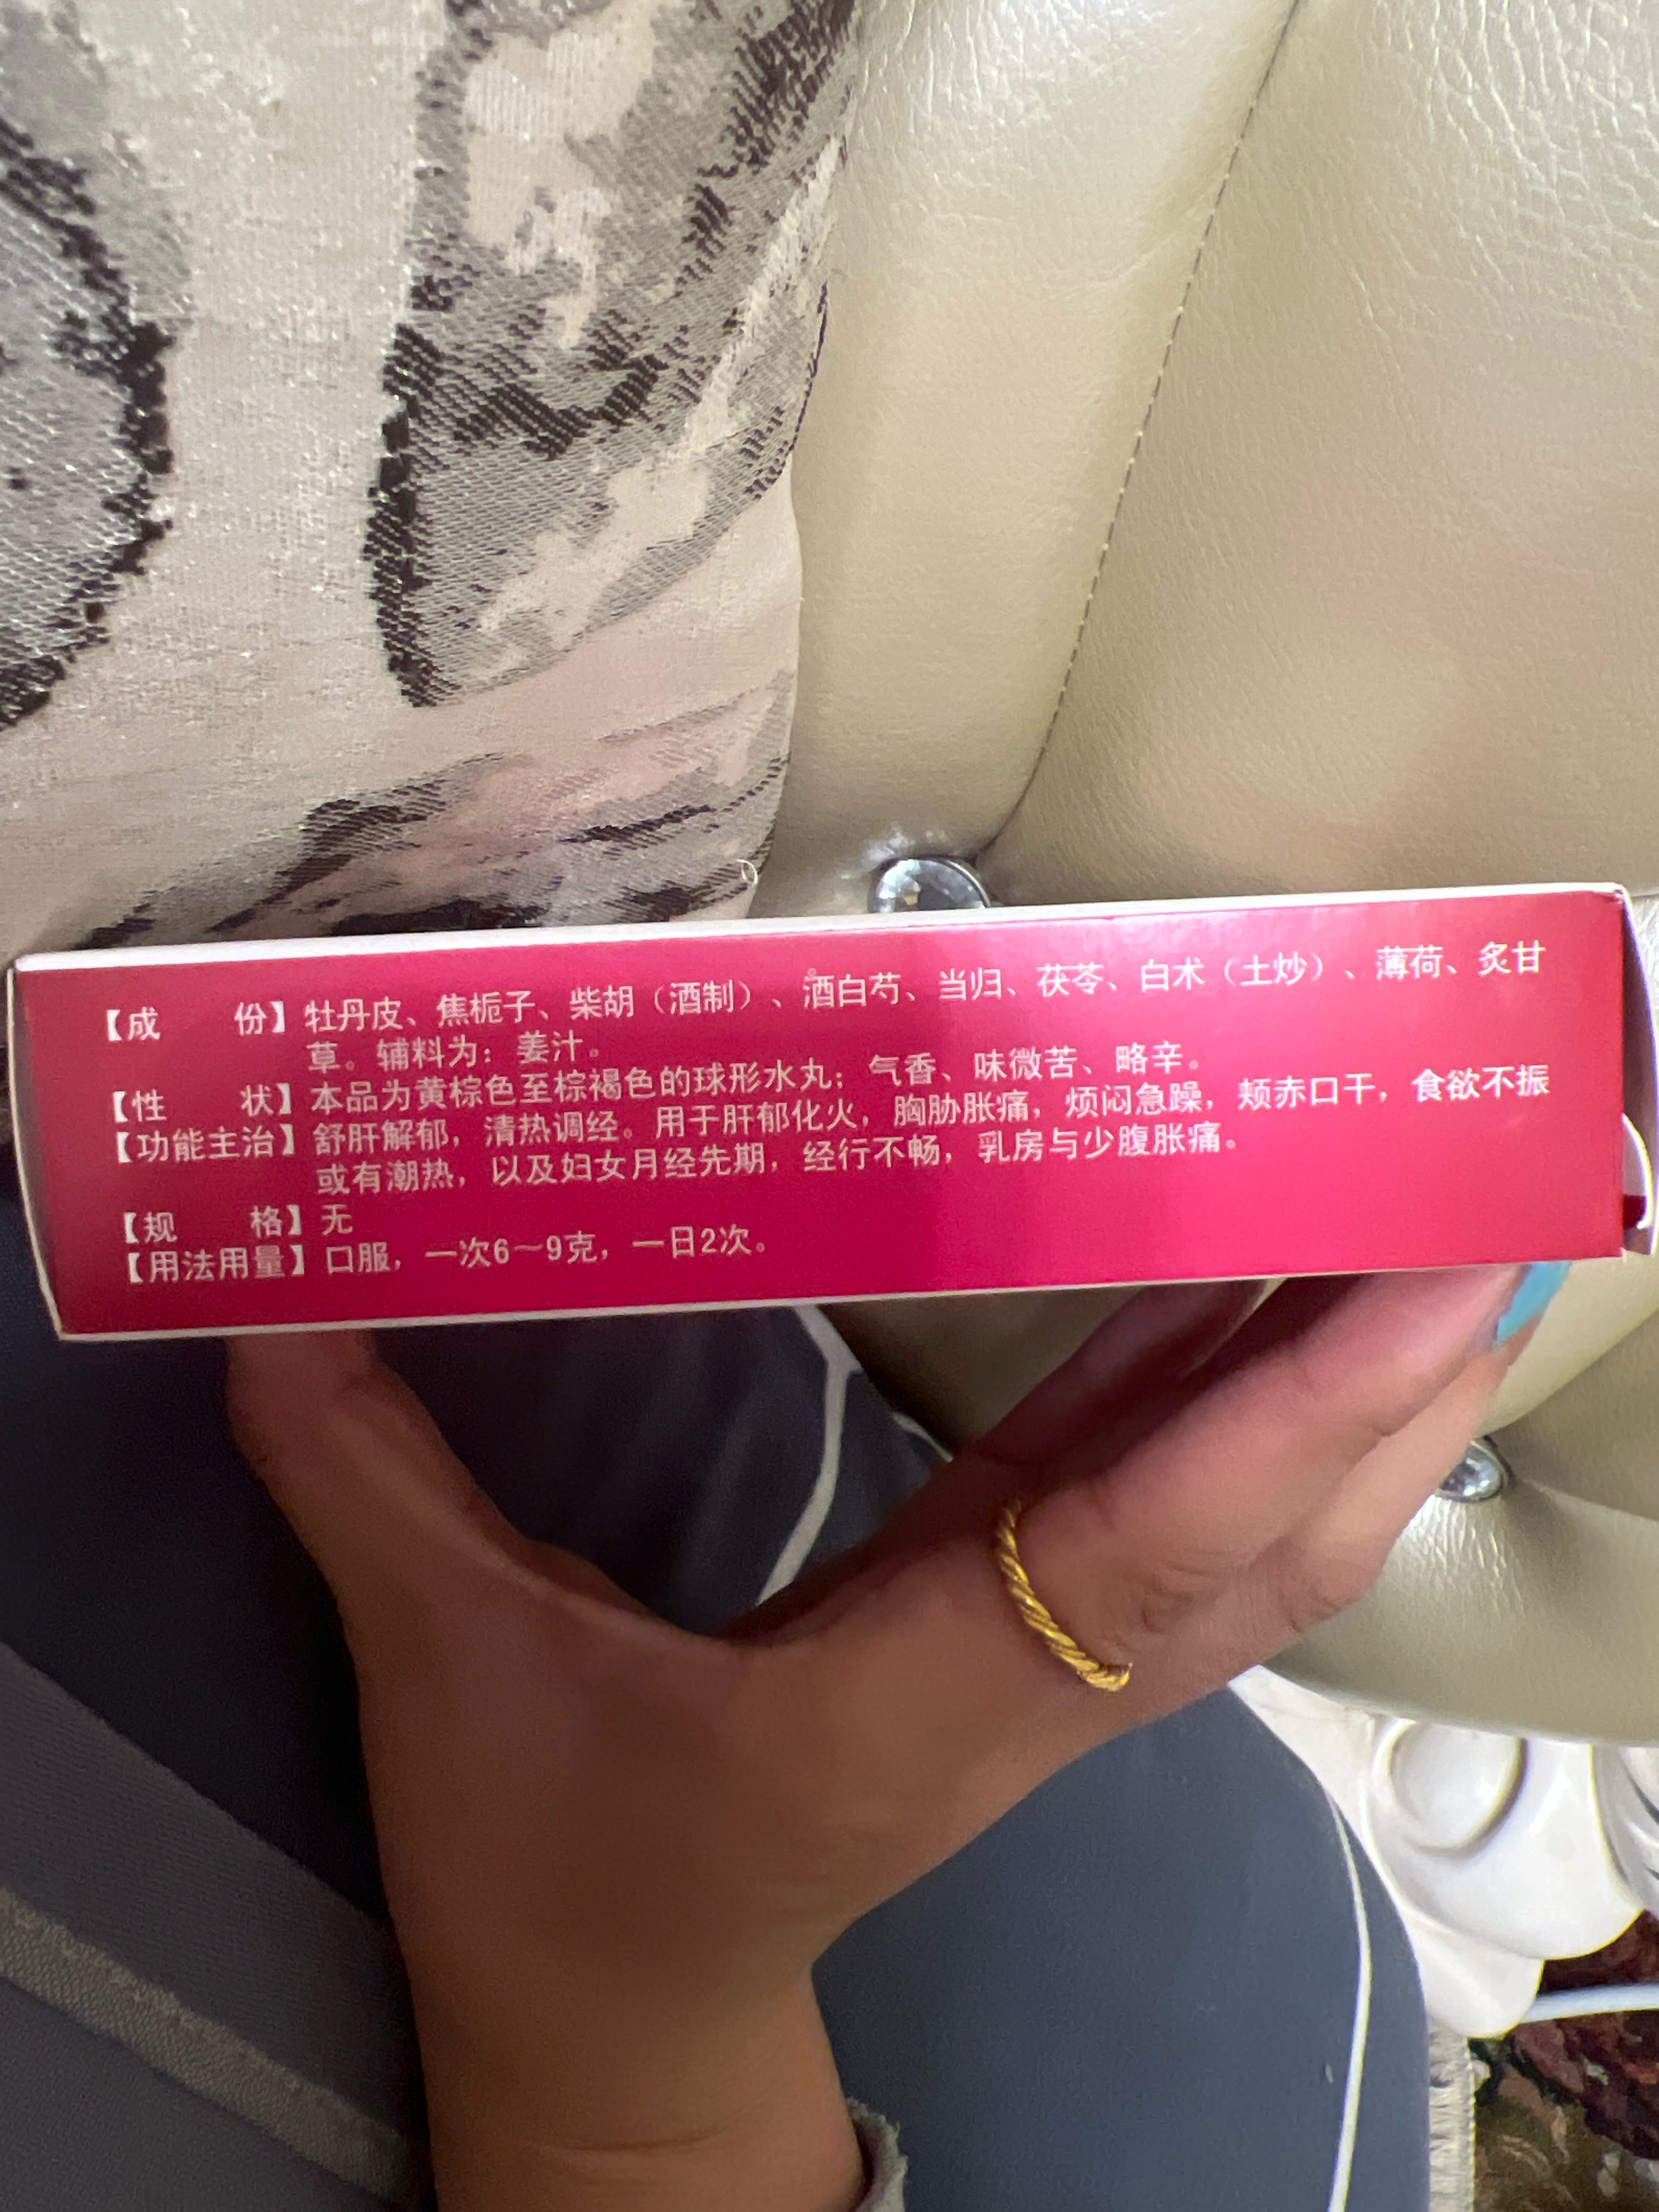 【成 份】牡丹皮、焦栀子、柴胡（酒制）、酒白芍、当归、茯苓、白术（土炒）、薄荷、炙甘
草。辅料为：姜汁。
【性 状】本品为黄棕色至棕褐色的球形水丸；气香、味微苦、略辛。
【功能主治】舒肝解郁，清热调经。用于肝郁化火，胸胁胀痛，烦闷急躁，颊赤口干，食欲不振
或有潮热，以及妇女月经先期，经行不畅，乳房与少腹胀痛。
【规 格】无
【用法用量】口服，一次6～9克，一日2次。